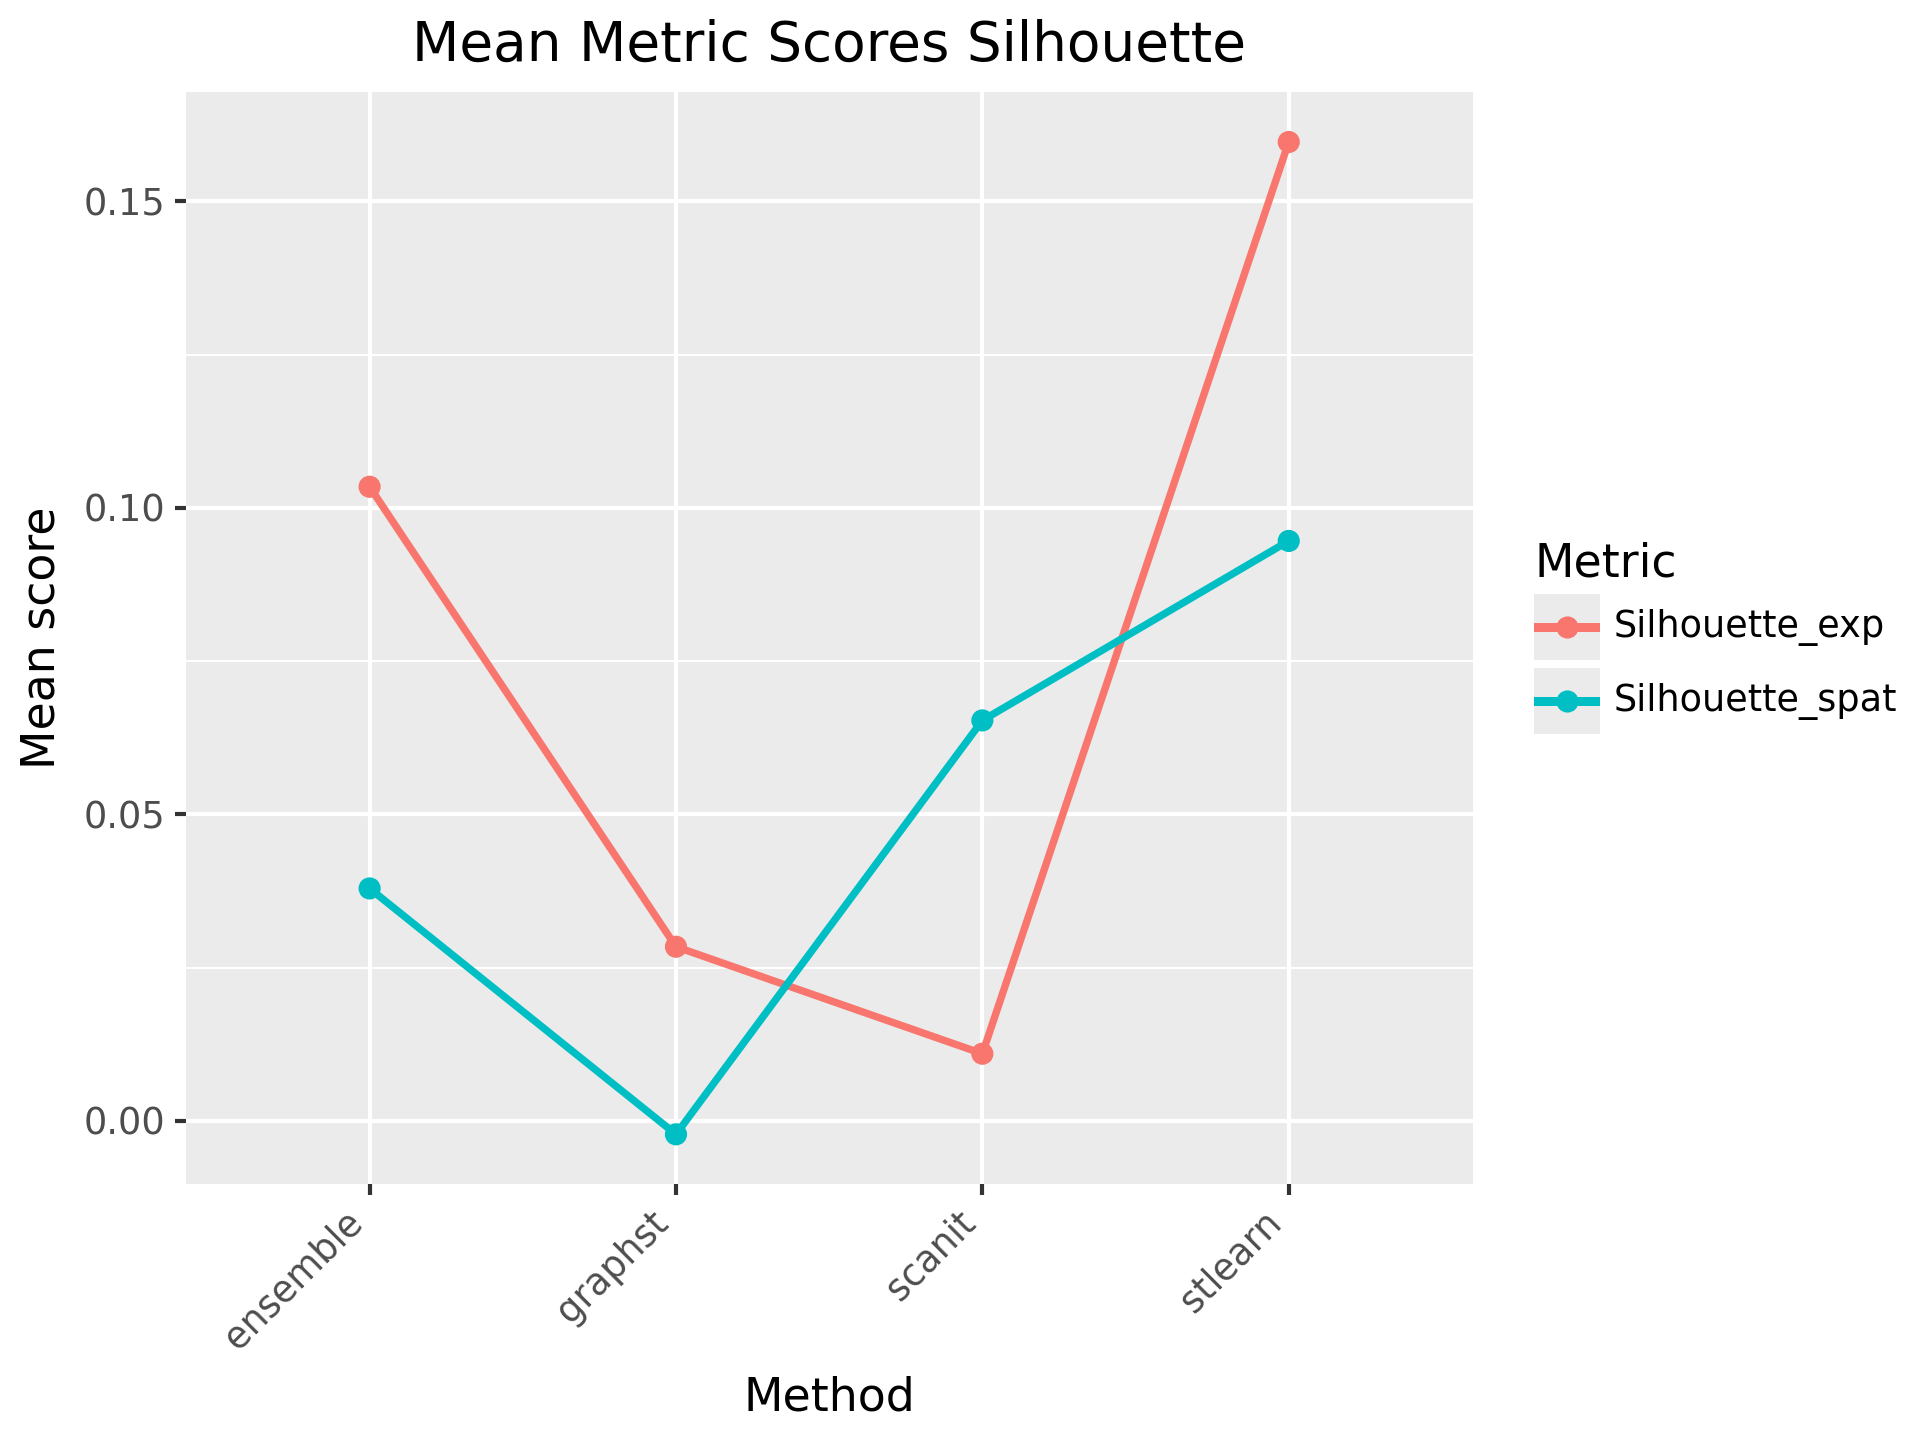 Mean Metric Scores Silhouette
Mean score
0.15
0.10
0.05
0.00
ensemble
graphst
scanit
stlearn
Method
Metric
Silhouette_exp
Silhouette_spat